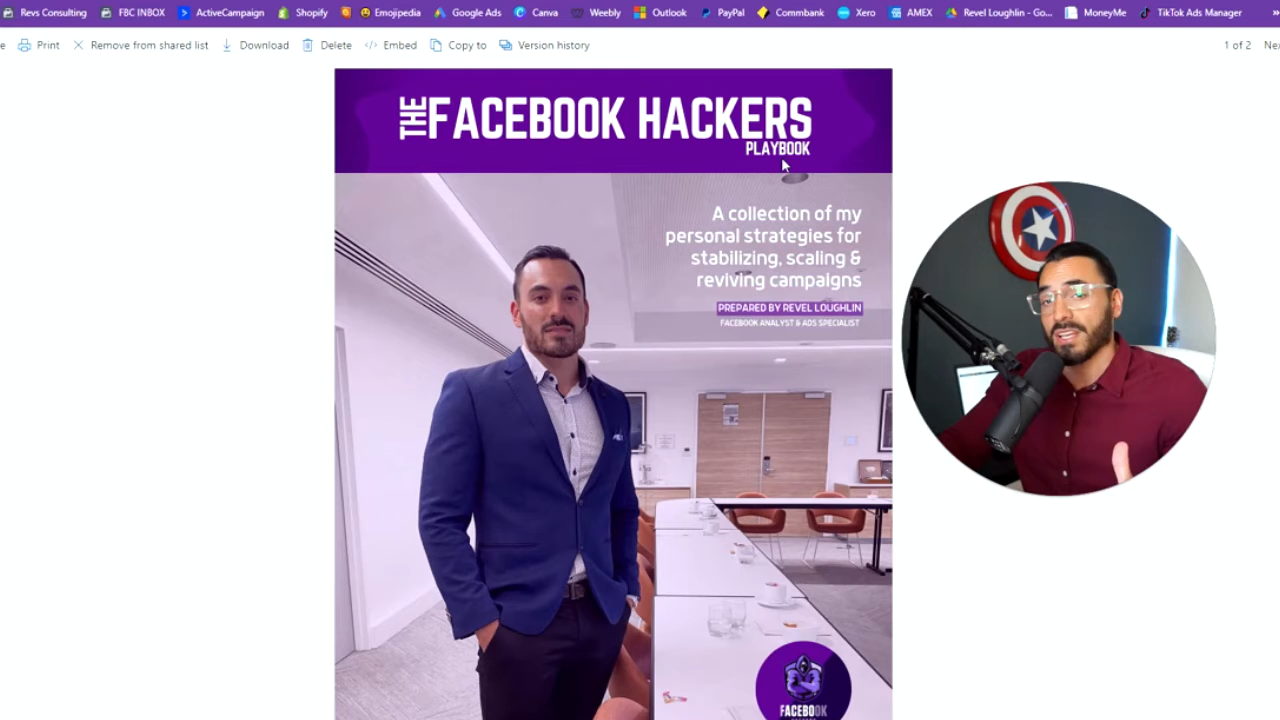 Revs Consulting FBC INBOX ActiveCampaign Shopify Emojipedia Google Ads Canva Weebly Outlook PayPal Commbank Xero AMEX Revel Loughlin - Go... MoneyMe TikTok Ads Manager »
e Print Remove from shared list Download Delete Embed Copy to Version history 1 of 2 Nex
THE FACEBOOK HACKERS
PLAYBOOK
A collection of my
personal strategies for
stabilizing, scaling &
reviving campaigns
PREPARED BY REVEL LOUGHLIN
FACEBOOK ANALYST & ADS SPECIALIST
FACEBOOK